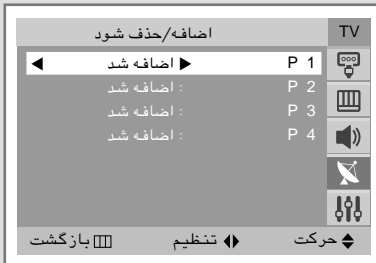 TV
اضافه/حذف شود
P 1 ◀ اضافه شد ▶
P 2 : اضافه شد
P 3 : اضافه شد
P 4 : اضافه شد
حرکت تنظیم بازگشت